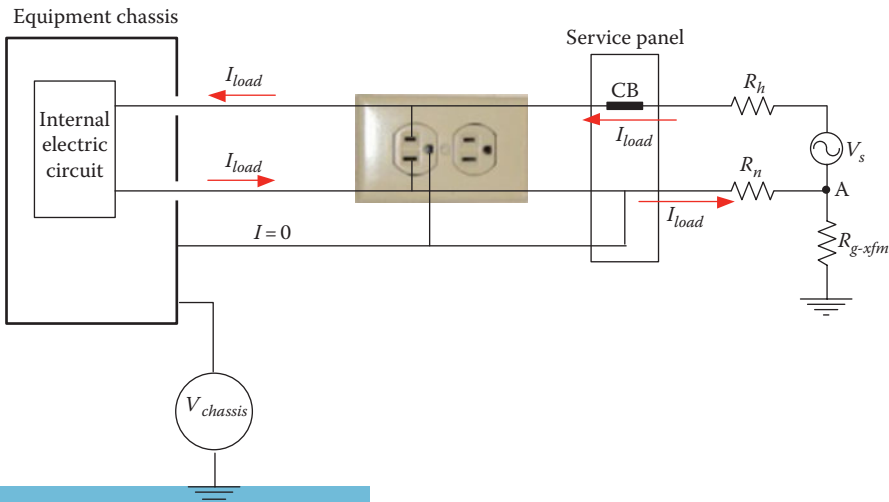 Equipment chassis
Service panel
I_load
CB
R_h
Internal
electric
circuit
I_load
V_s
I_load
R_n
A
I_load
I = 0
R_g-xfm
V_chassis